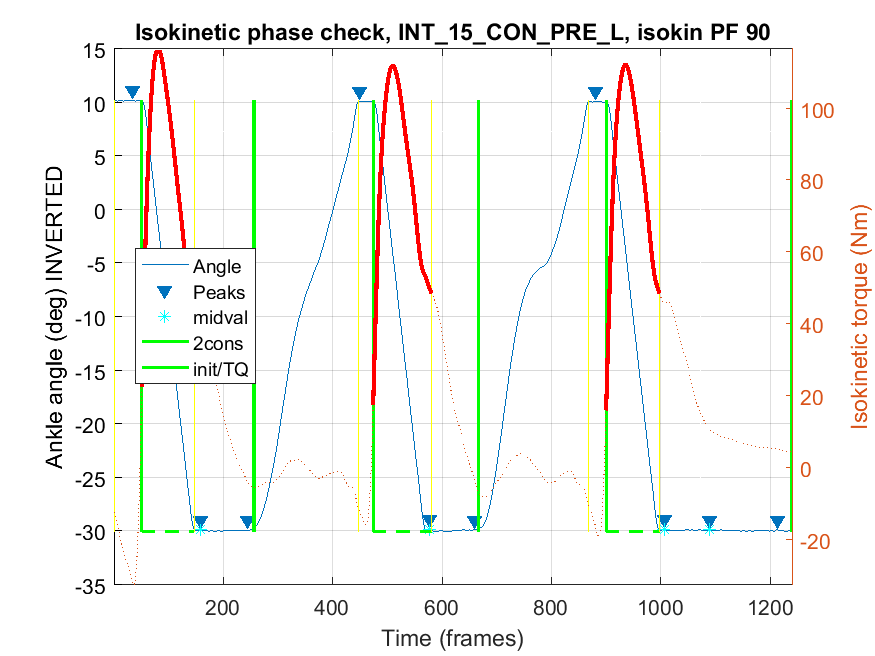 Isokinetic phase check, INT_15_CON_PRE_L, isokin PF 90
Ankle angle (deg) INVERTED
15
10
5
0
-5
-10
-15
-20
-25
-30
-35
Angle
Peaks
midval
2cons
init/TQ
100
80
60
40
20
0
-20
Isokinetic torque (Nm)
200
400
600
800
1000
1200
Time (frames)